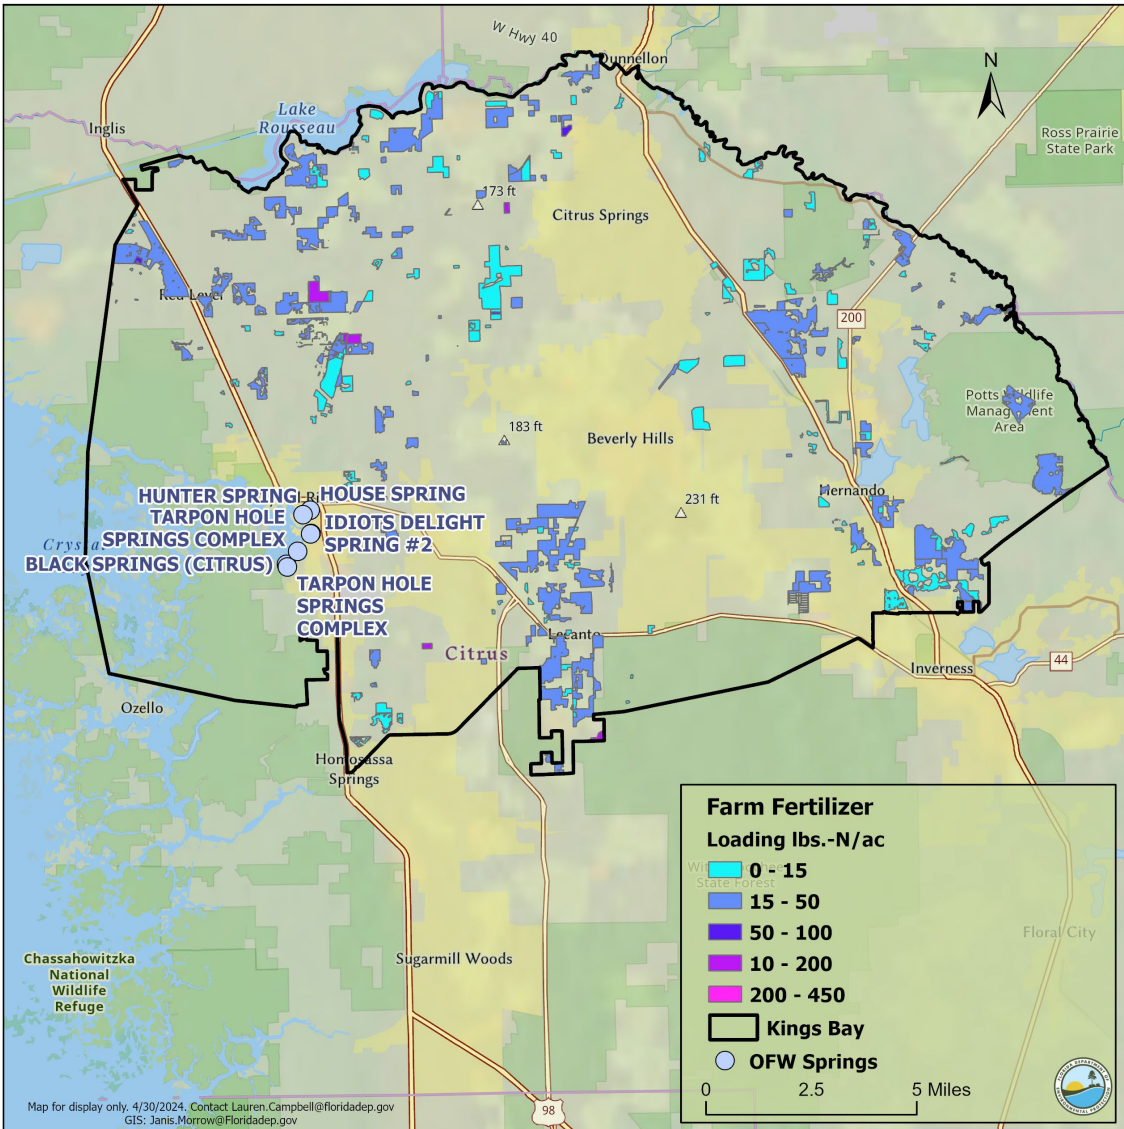 W Hwy 40
Dunnellon
N
Lake
Rousseau
Inglis
Ross Prairie
State Park
173 ft
Citrus Springs
Red Level
200
Potts Wildlife
Management
Area
183 ft
Beverly Hills
231 ft
Hernando
HUNTER SPRING
HOUSE SPRING
TARPON HOLE
SPRINGS COMPLEX
IDIOTS DELIGHT
SPRING #2
BLACK SPRINGS (CITRUS)
TARPON HOLE
SPRINGS
COMPLEX
Lecanto
Citrus
44
Inverness
Ozello
Homosassa
Springs
Farm Fertilizer
Loading lbs.-N/ac
0 - 15
15 - 50
50 - 100
10 - 200
200 - 450
Kings Bay
OFW Springs
State Forest
Floral City
Sugarmill Woods
Chassahowitzka
National
Wildlife
Refuge
0 2.5 5 Miles
98
Map for display only. 4/30/2024. Contact Lauren.Campbell@floridadep.gov
GIS: Janis.Morrow@Floridadep.gov